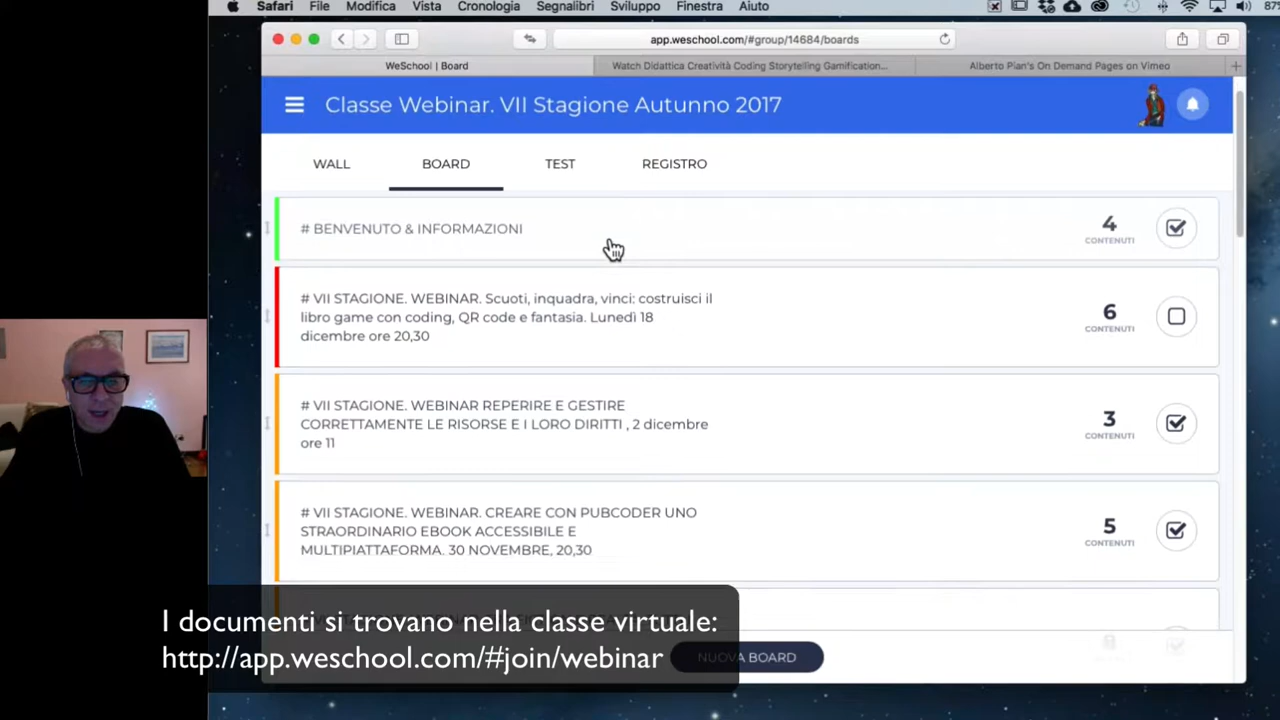 Safari File Modifica Vista Cronologia Segnalibri Sviluppo Finestra Aiuto 87%
app.weschool.com/#group/14684/boards
WeSchool | Board
Watch Didattica Creatività Coding Storytelling Gamification...
Alberto Pian's On Demand Pages on Vimeo
Classe Webinar. VII Stagione Autunno 2017
WALL BOARD TEST REGISTRO
# BENVENUTO & INFORMAZIONI
4
CONTENUTI
# VII STAGIONE. WEBINAR. Scuoti, inquadra, vinci: costruisci il
libro game con coding, QR code e fantasia. Lunedì 18
dicembre ore 20,30
6
CONTENUTI
# VII STAGIONE. WEBINAR REPERIRE E GESTIRE
CORRETTAMENTE LE RISORSE E I LORO DIRITTI , 2 dicembre
ore 11
3
CONTENUTI
# VII STAGIONE. WEBINAR. CREARE CON PUBCODER UNO
STRAORDINARIO EBOOK ACCESSIBILE E
MULTIPIATTAFORMA. 30 NOVEMBRE, 20,30
5
CONTENUTI
I documenti si trovano nella classe virtuale:
http://app.weschool.com/#join/webinar
NUOVA BOARD